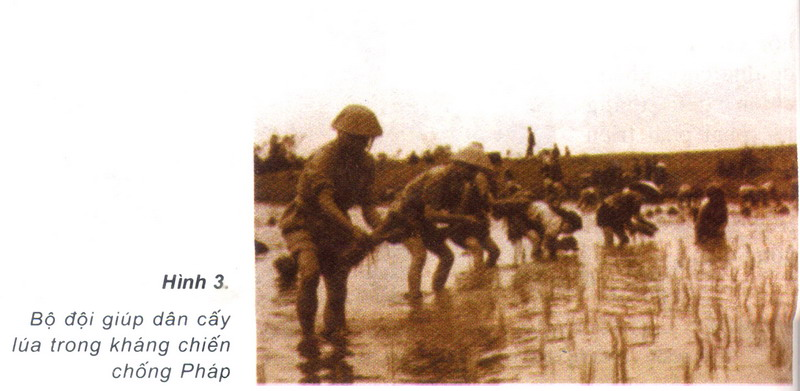 Hình 3.
Bộ đội giúp dân cấy
lúa trong kháng chiến
chống Pháp